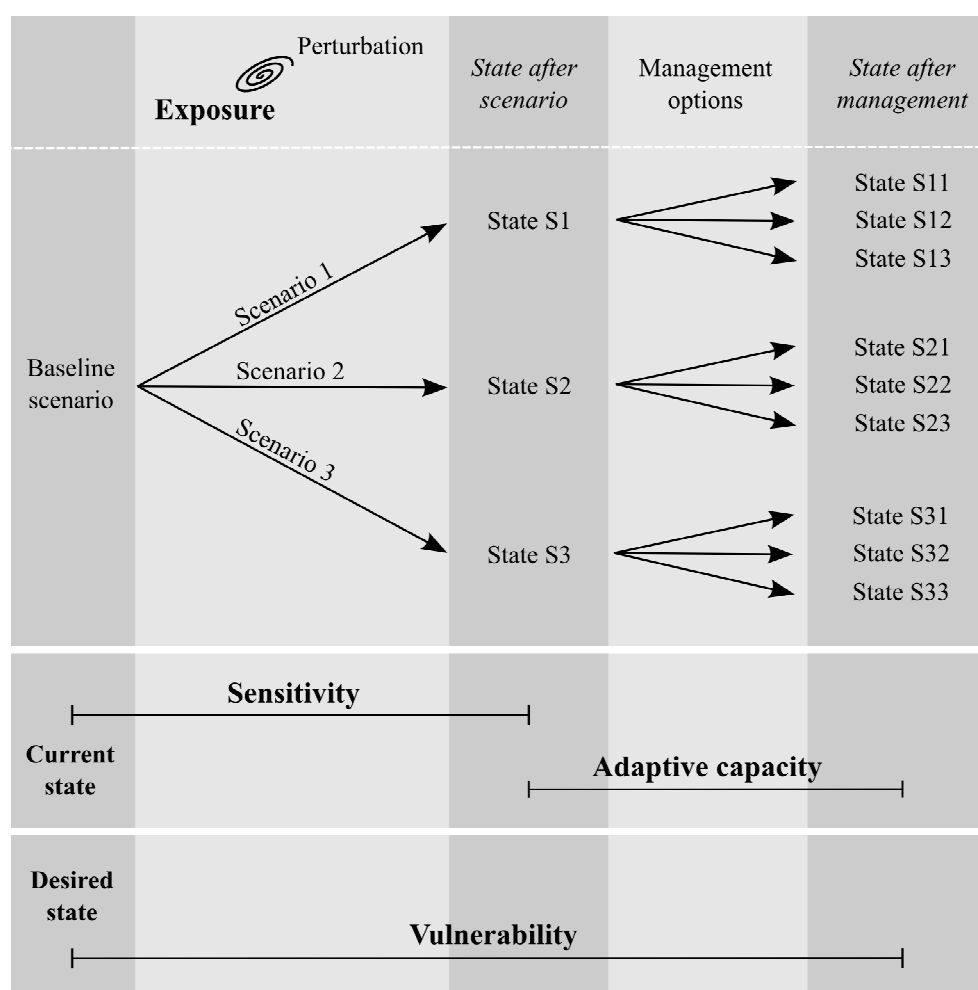 Perturbation
Exposure
State after
scenario
Management
options
State after
management
Baseline
scenario
Scenario 1
Scenario 2
Scenario 3
State S1
State S2
State S3
State S11
State S12
State S13
State S21
State S22
State S23
State S31
State S32
State S33
Sensitivity
Current
state
Adaptive capacity
Desired
state
Vulnerability